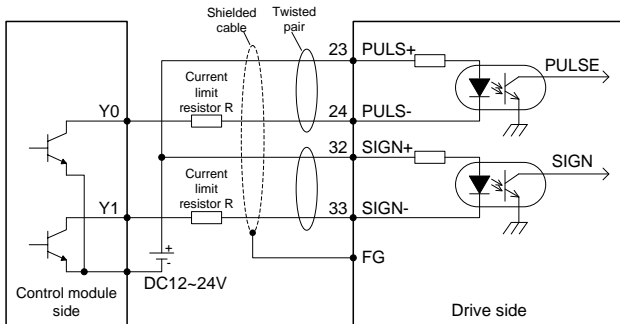 Shielded
cable
Twisted
pair
23 PULS+
PULSE
Current
limit
resistor R
Y0
24 PULS-
32 SIGN+
SIGN
Current
limit
resistor R
Y1
33 SIGN-
+
-
DC12~24V
FG
Control module
side
Drive side